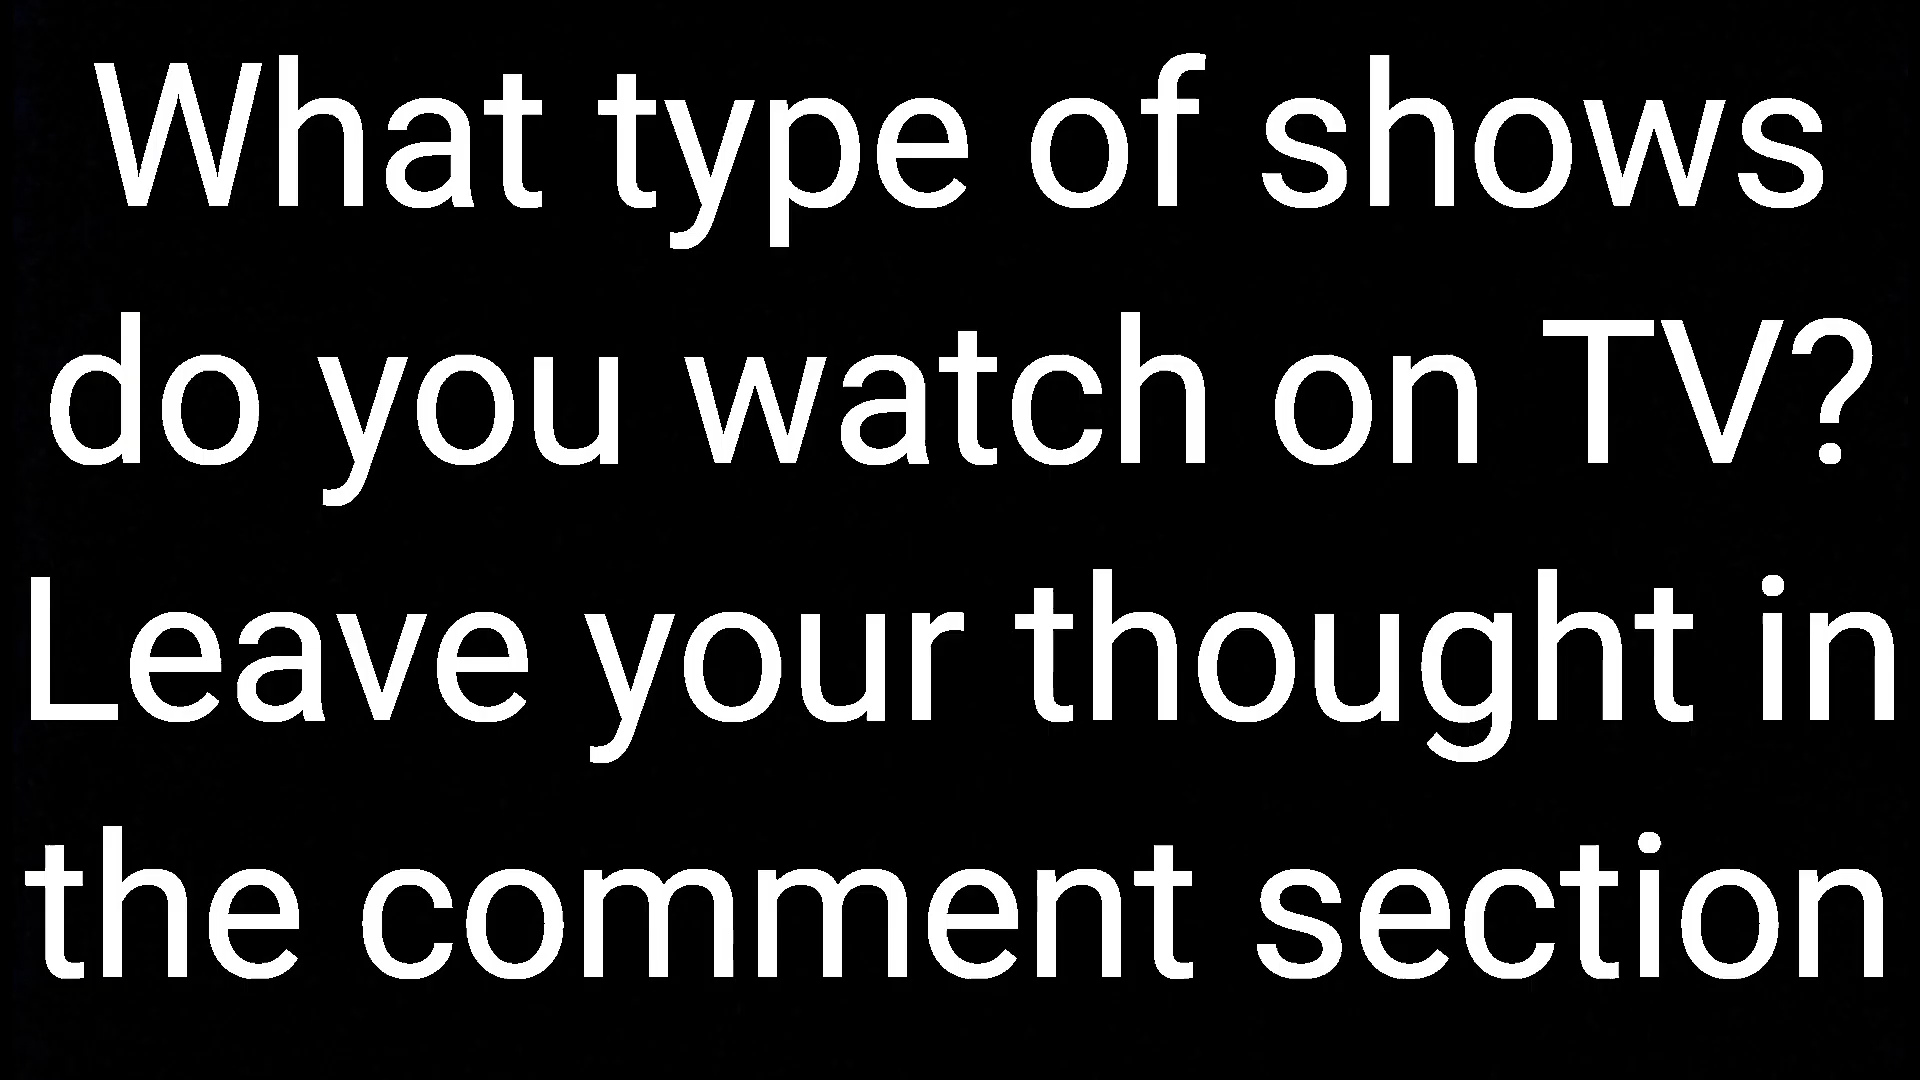 What type of shows
do you watch on TV?
Leave your thought in
the comment section